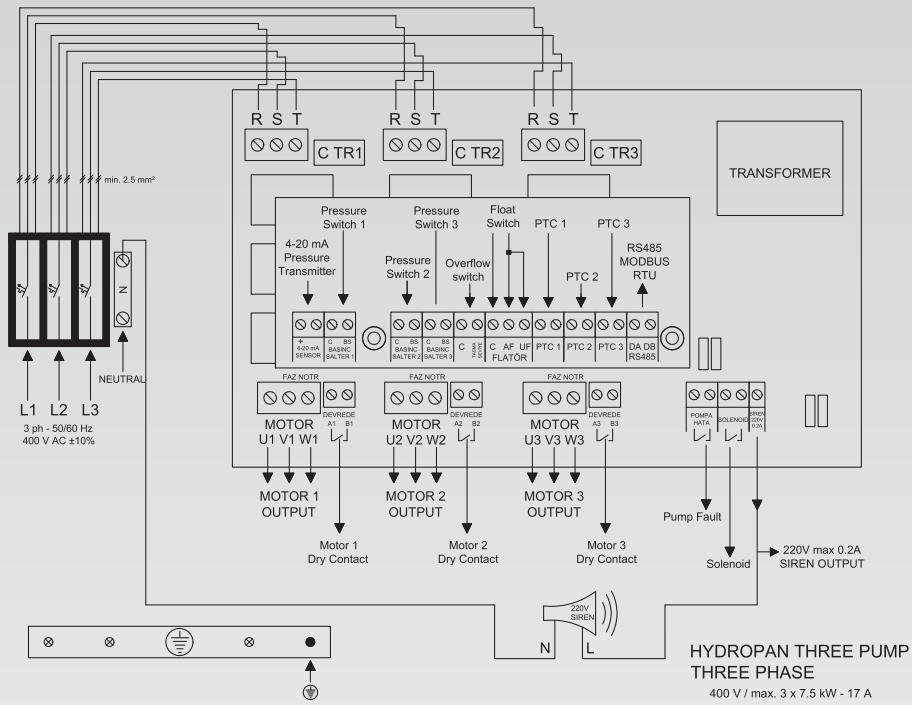 R S T
R S T
R S T
C TR1
C TR2
C TR3
TRANSFORMER
min. 2.5 mm²
Pressure
Switch 1
Pressure
Switch 3
Float
Switch
PTC 1
PTC 3
4-20 mA
Pressure
Transmitter
Pressure
Switch 2
Overflow
switch
PTC 2
RS485
MODBUS
RTU
N
+
4-20 mA
SENSOR
C BS
BASINC
SALTER 1
C BS
BASINC
SALTER 2
C BS
BASINC
SALTER 3
C
TAŞMA
SEVİYE
C AF UF
FLATÖR
PTC 1
PTC 2
PTC 3
DA DB
RS485
NEUTRAL
L1 L2 L3
3 ph - 50/60 Hz
400 V AC ±10%
FAZ NOTR
MOTOR
U1 V1 W1
DEVREDE
A1 B1
FAZ NOTR
MOTOR
U2 V2 W2
DEVREDE
A2 B2
FAZ NOTR
MOTOR
U3 V3 W3
DEVREDE
A3 B3
POMPA
HATA
SOLENOID
SIREN
220V
0.2A
MOTOR 1
OUTPUT
MOTOR 2
OUTPUT
MOTOR 3
OUTPUT
Motor 1
Dry Contact
Motor 2
Dry Contact
Motor 3
Dry Contact
Pump Fault
Solenoid
220V max 0.2A
SIREN OUTPUT
220V
SIREN
N L
HYDROPAN THREE PUMP
THREE PHASE
400 V / max. 3 x 7.5 kW - 17 A